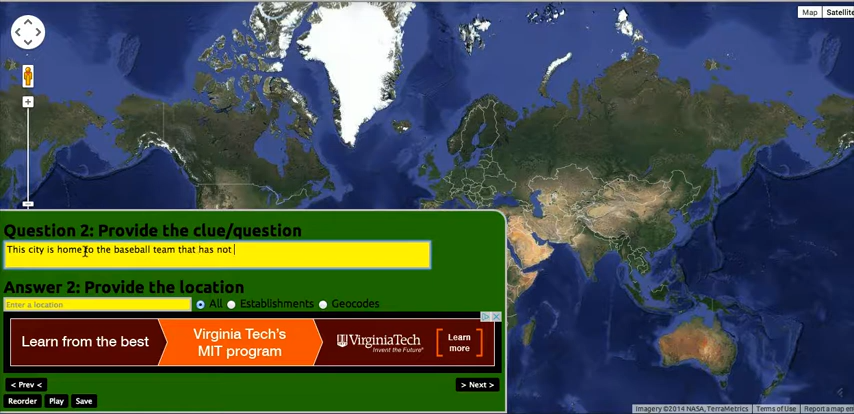 Map Satellite
Question 2: Provide the clue/question
This city is home to the baseball team that has not
Answer 2: Provide the location
Enter a location All Establishments Geocodes
Learn from the best Virginia Tech's MIT program VirginiaTech Invent the Future® Learn more
< Prev < > Next >
Reorder Play Save
Imagery ©2014 NASA, TerraMetrics Terms of Use Report a map err